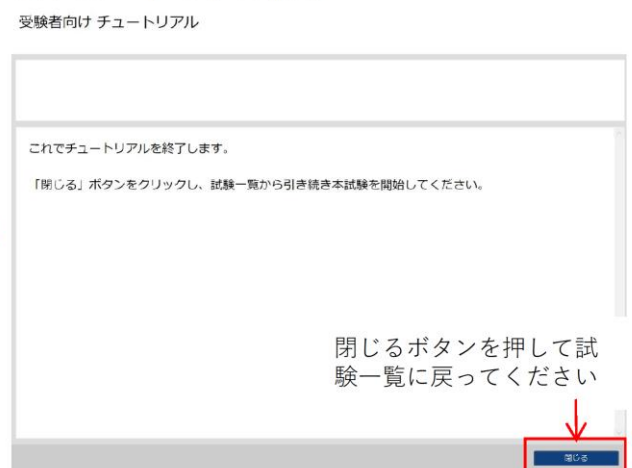 受験者向け チュートリアル
これでチュートリアルを終了します。
「閉じる」ボタンをクリックし、試験一覧から引き続き本試験を開始してください。
閉じるボタンを押して試
験一覧に戻ってください
閉じる